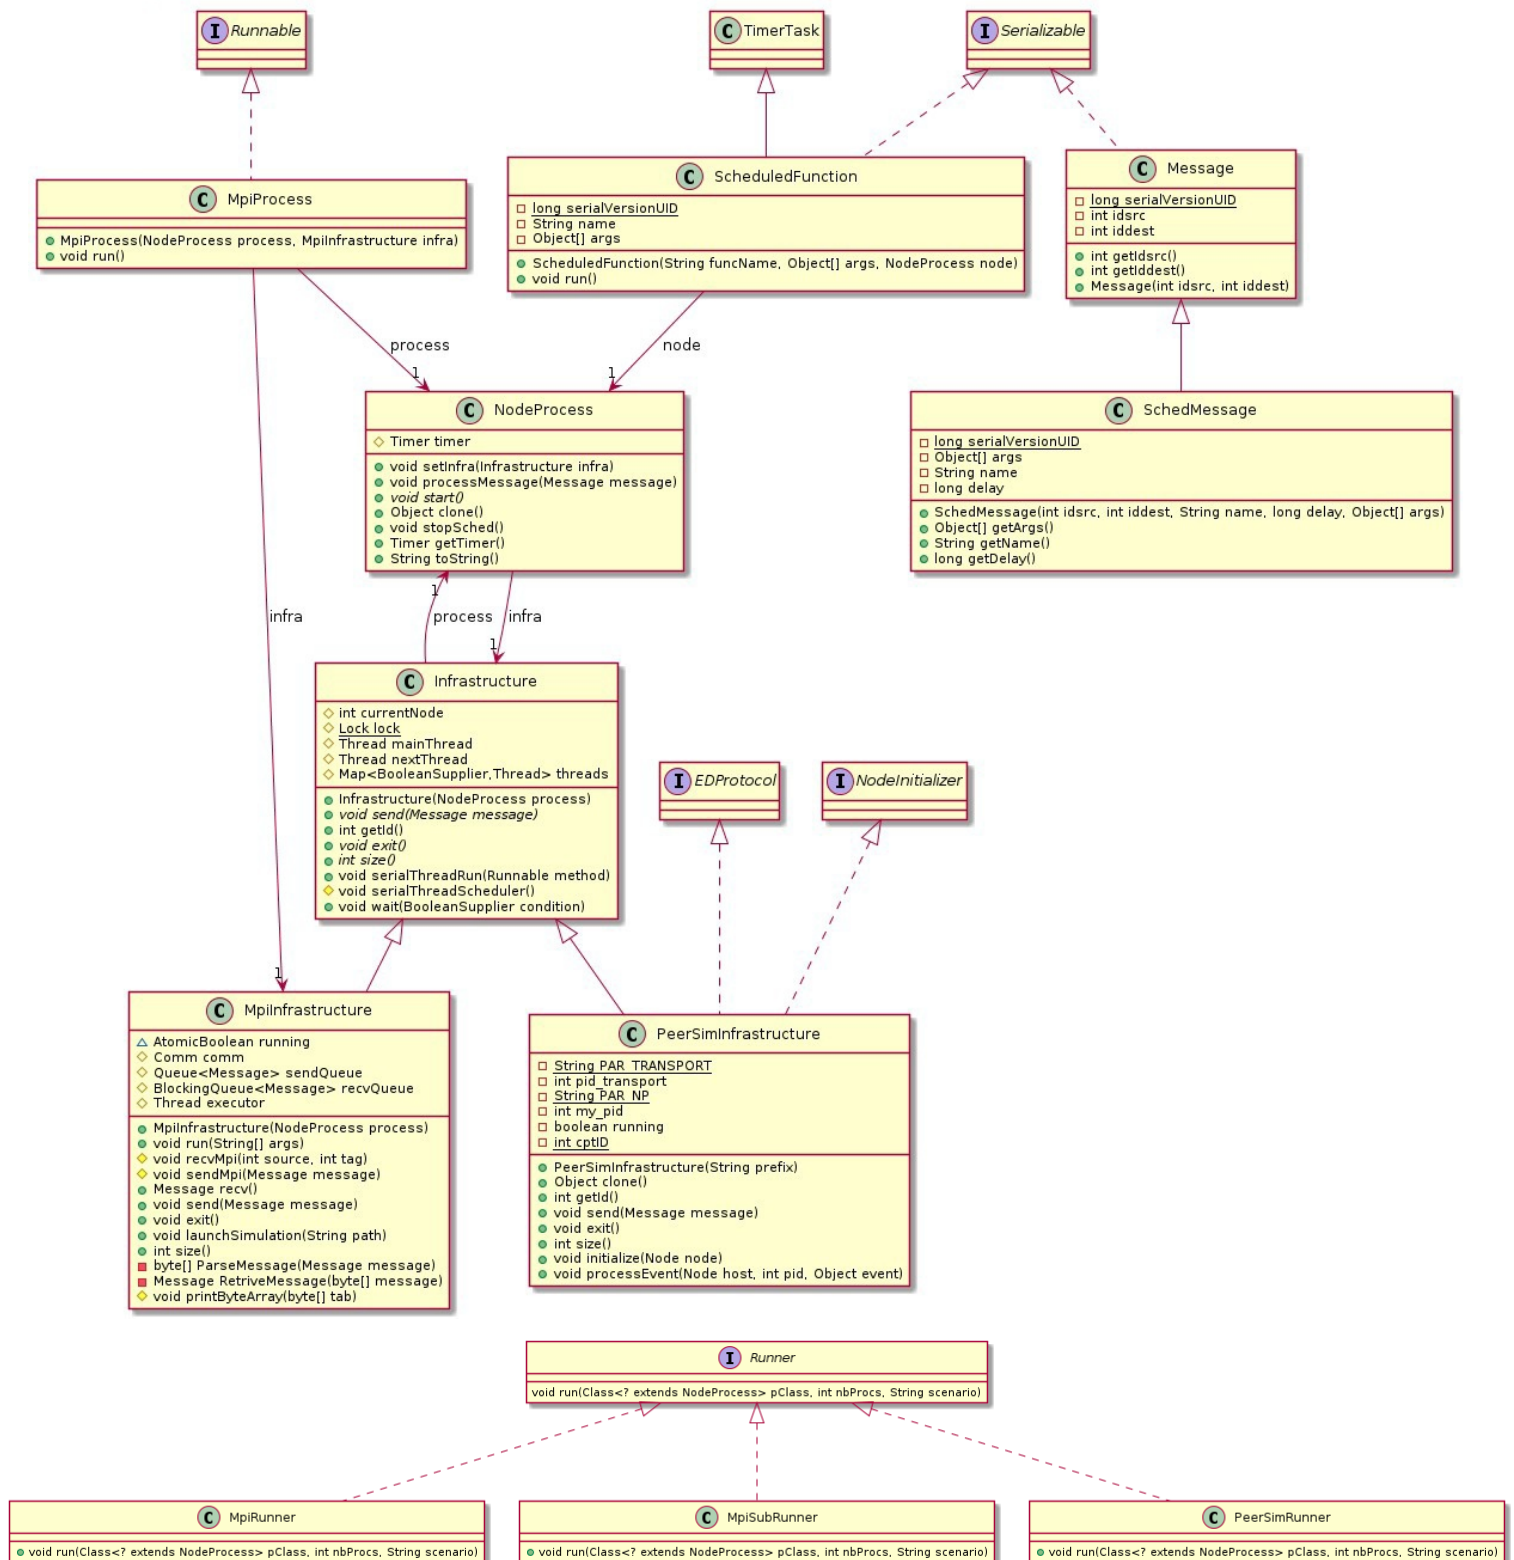 I Runnable
C TimerTask
I Serializable
C MpiProcess
MpiProcess(NodeProcess process, MpiInfrastructure infra)
void run()
C ScheduledFunction
long serialVersionUID
String name
Object[] args
ScheduledFunction(String funcName, Object[] args, NodeProcess node)
void run()
C Message
long serialVersionUID
int idsrc
int iddest
int getIdsrc()
int getIddest()
Message(int idsrc, int iddest)
process
1
node
1
C NodeProcess
Timer timer
void setInfra(Infrastructure infra)
void processMessage(Message message)
void start()
Object clone()
void stopSched()
Timer getTimer()
String toString()
C SchedMessage
long serialVersionUID
Object[] args
String name
long delay
SchedMessage(int idsrc, int iddest, String name, long delay, Object[] args)
Object[] getArgs()
String getName()
long getDelay()
infra
1
process
1
infra
1
C Infrastructure
int currentNode
Lock lock
Thread mainThread
Thread nextThread
Map<BooleanSupplier,Thread> threads
Infrastructure(NodeProcess process)
void send(Message message)
int getId()
void exit()
int size()
void serialThreadRun(Runnable method)
void serialThreadScheduler()
void wait(BooleanSupplier condition)
I EDProtocol
I NodeInitializer
C MpiInfrastructure
AtomicBoolean running
Comm comm
Queue<Message> sendQueue
BlockingQueue<Message> recvQueue
Thread executor
MpiInfrastructure(NodeProcess process)
void run(String[] args)
void recvMpi(int source, int tag)
void sendMpi(Message message)
Message recv()
void send(Message message)
void exit()
void launchSimulation(String path)
int size()
byte[] ParseMessage(Message message)
Message RetriveMessage(byte[] message)
void printByteArray(byte[] tab)
C PeerSimInfrastructure
String PAR_TRANSPORT
int pid_transport
String PAR_NP
int my_pid
boolean running
int cptID
PeerSimInfrastructure(String prefix)
Object clone()
int getId()
void send(Message message)
void exit()
int size()
void initialize(Node node)
void processEvent(Node host, int pid, Object event)
I Runner
void run(Class<? extends NodeProcess> pClass, int nbProcs, String scenario)
C MpiRunner
void run(Class<? extends NodeProcess> pClass, int nbProcs, String scenario)
C MpiSubRunner
void run(Class<? extends NodeProcess> pClass, int nbProcs, String scenario)
C PeerSimRunner
void run(Class<? extends NodeProcess> pClass, int nbProcs, String scenario)